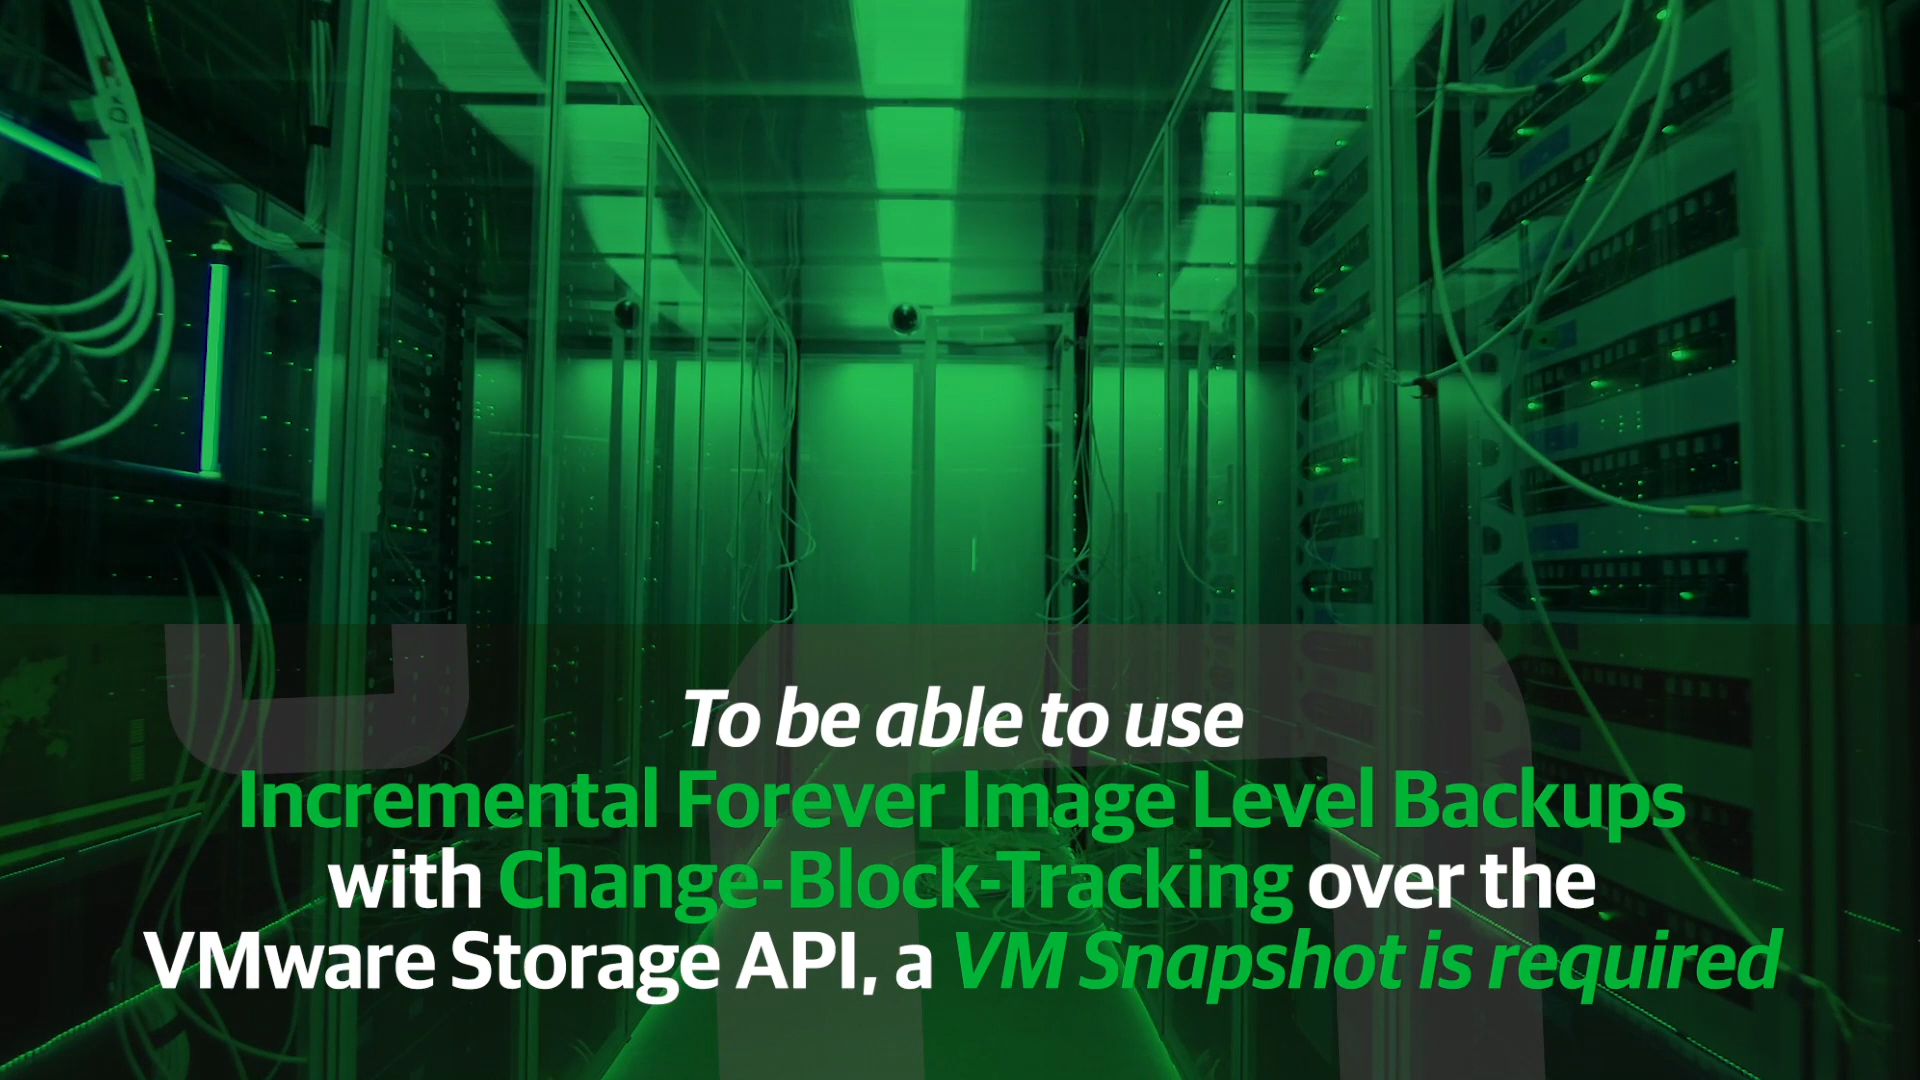 To be able to use
Incremental Forever Image Level Backups
with Change-Block-Tracking over the
VMware Storage API, a VM Snapshot is required